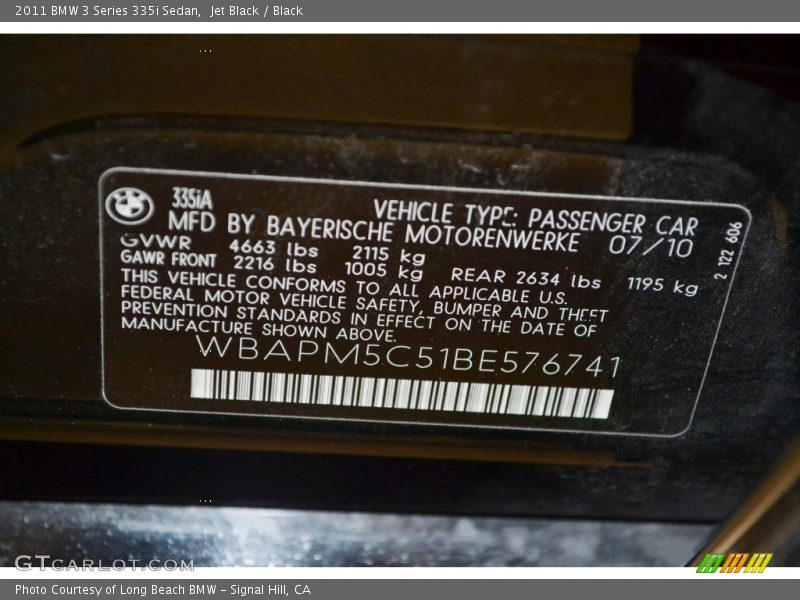 2011 BMW 3 Series 335i Sedan,  Jet Black / Black
335iA
VEHICLE TYPE: PASSENGER CAR
MFD BY BAYERISCHE MOTORENWERKE 07/10
GVWR 4663 lbs 2115 kg
GAWR FRONT 2216 lbs 1005 kg REAR 2634 lbs 1195 kg
THIS VEHICLE CONFORMS TO ALL APPLICABLE U.S.
FEDERAL MOTOR VEHICLE SAFETY, BUMPER AND THEFT
PREVENTION STANDARDS IN EFFECT ON THE DATE OF
MANUFACTURE SHOWN ABOVE.
WBAPM5C51BE576741
2 122 606
GTCARLOT.COM
Photo Courtesy of Long Beach BMW - Signal Hill, CA